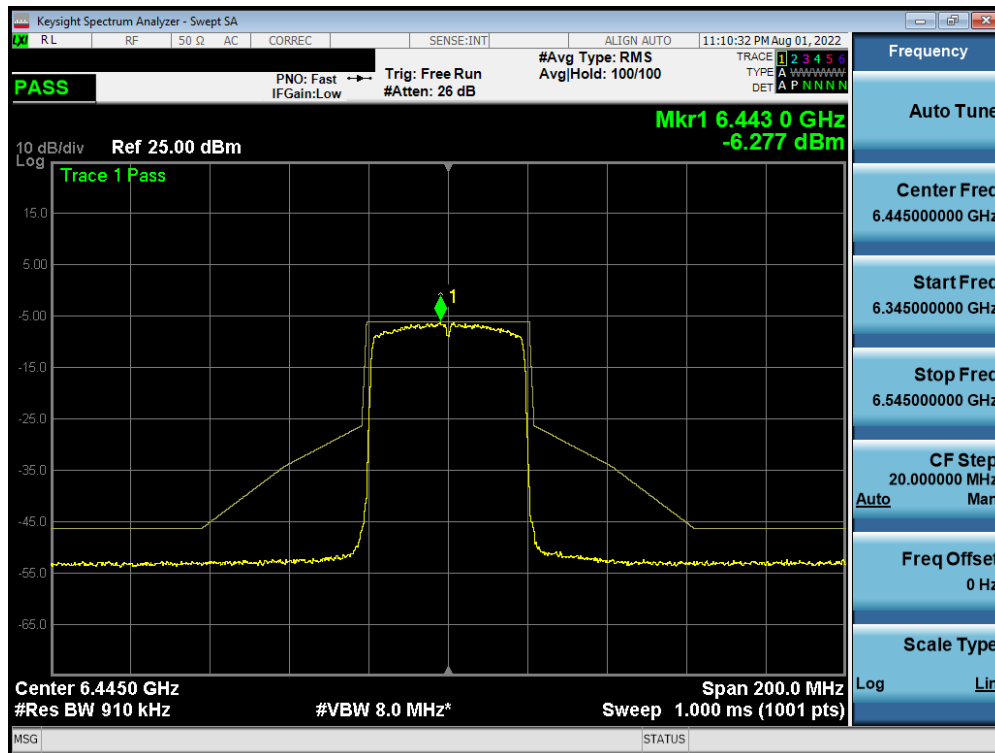 Keysight Spectrum Analyzer - Swept SA
LXI RL RF 50 Ω AC CORREC SENSE:INT ALIGN AUTO 11:10:32 PM Aug 01, 2022
PASS
PNO: Fast
IFGain:Low
Trig: Free Run
#Atten: 26 dB
#Avg Type: RMS
Avg|Hold: 100/100
TRACE 1 2 3 4 5 6
TYPE A WWWWW
DET A P N N N N
Mkr1 6.443 0 GHz
-6.277 dBm
10 dB/div Ref 25.00 dBm
Log
Trace 1 Pass
15.0
5.00
1
-5.00
-15.0
-25.0
-35.0
-45.0
-55.0
-65.0
Center 6.4450 GHz Span 200.0 MHz
#Res BW 910 kHz #VBW 8.0 MHz* Sweep 1.000 ms (1001 pts)
MSG STATUS
Frequency
Auto Tune
Center Freq
6.445000000 GHz
Start Freq
6.345000000 GHz
Stop Freq
6.545000000 GHz
CF Step
20.000000 MHz
Auto Man
Freq Offset
0 Hz
Scale Type
Log Lin